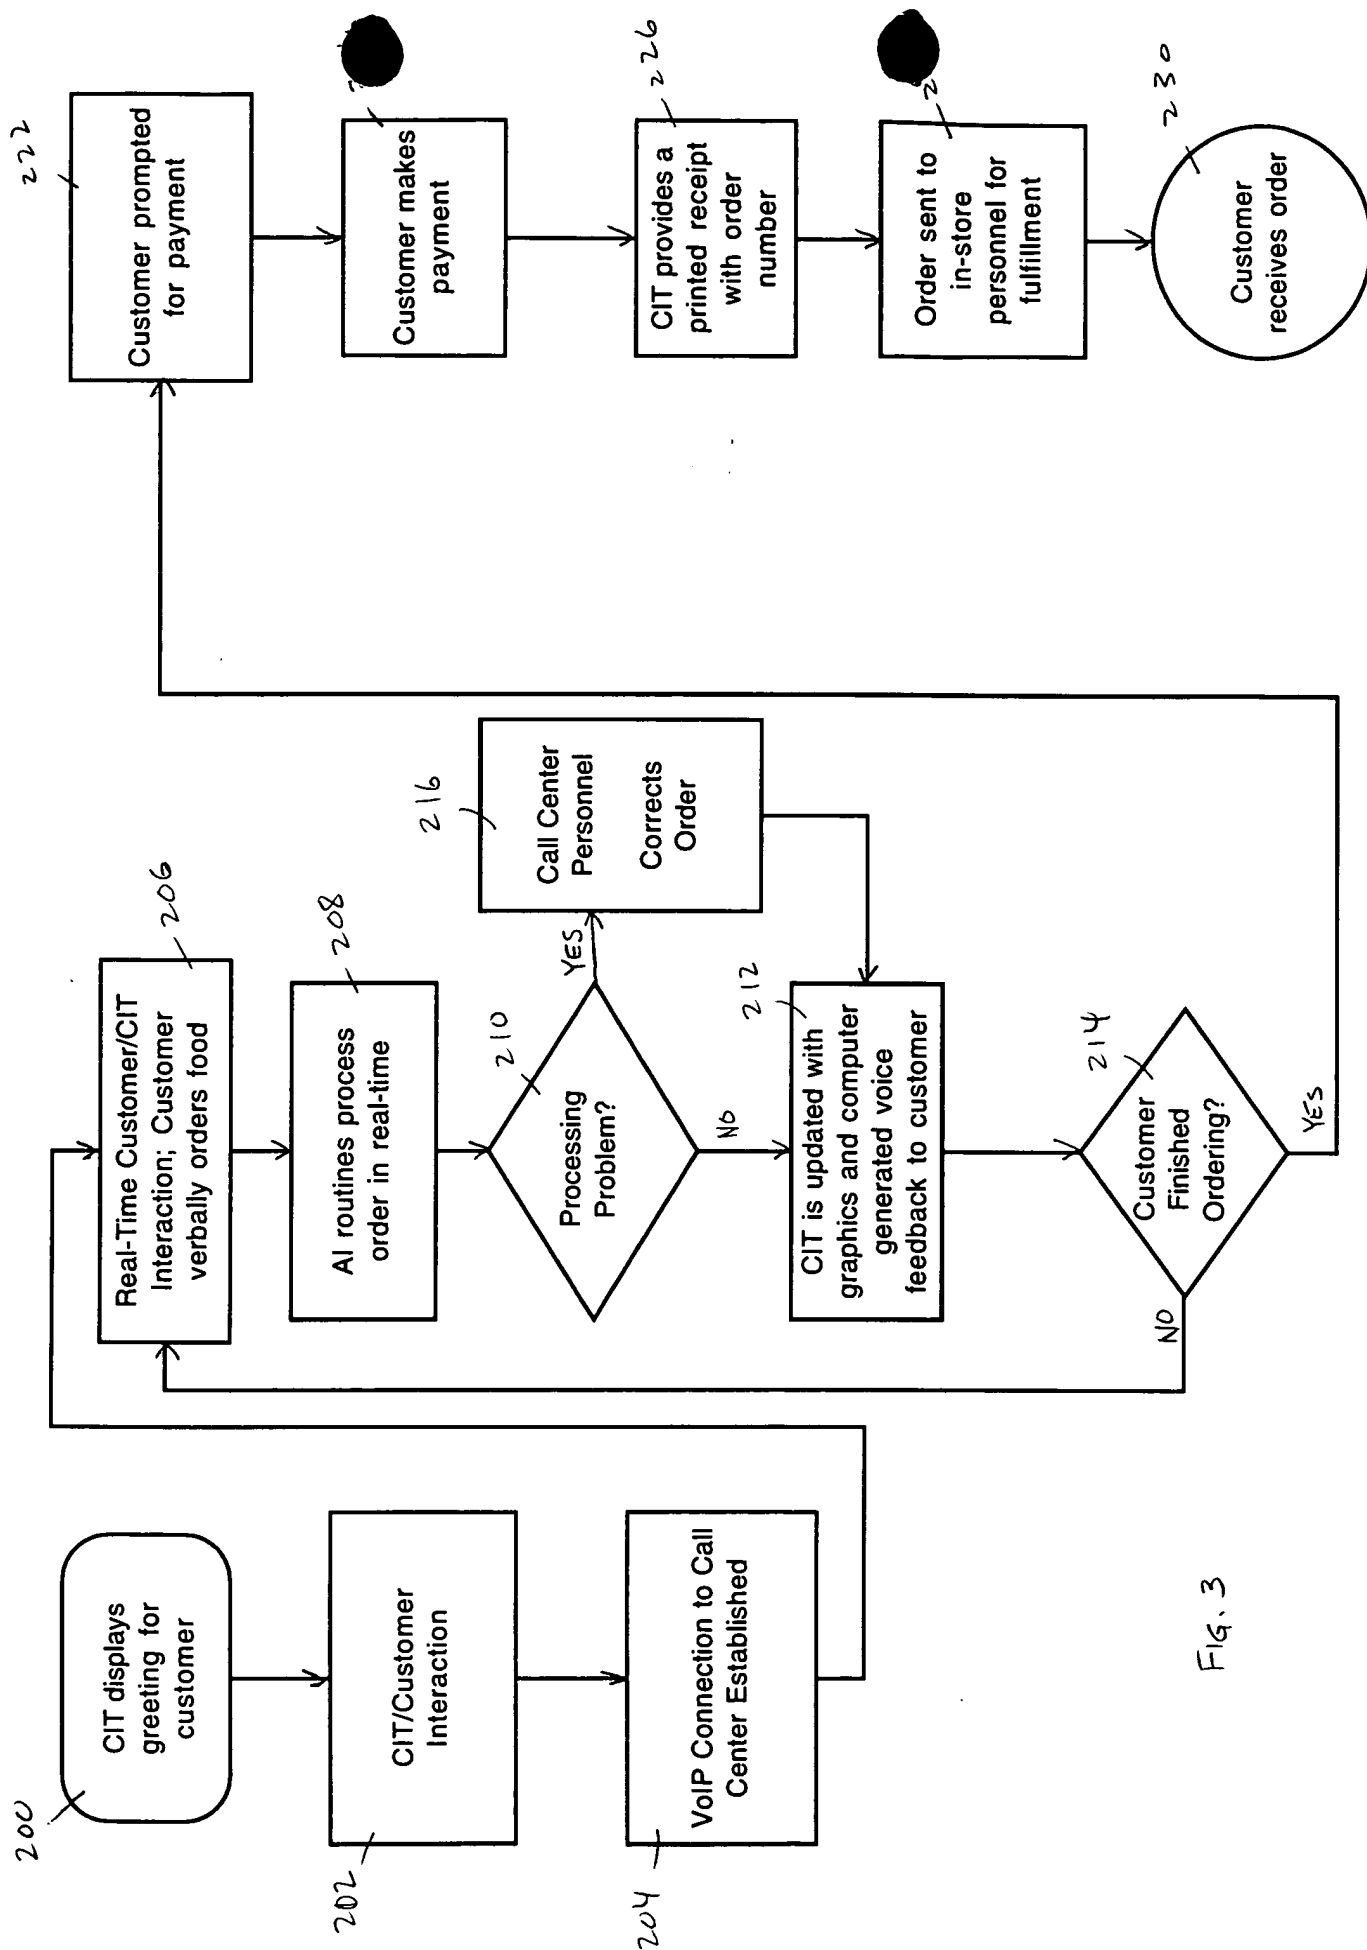 200
CIT displays
greeting for
customer
202
CIT/Customer
Interaction
204
VoIP Connection to Call
Center Established
206
Real-Time Customer/CIT
Interaction; Customer
verbally orders food
208
AI routines process
order in real-time
210
Processing
Problem?
YES
NO
216
Call Center
Personnel
Corrects
Order
212
CIT is updated with
graphics and computer
generated voice
feedback to customer
214
Customer
Finished
Ordering?
NO
YES
222
Customer prompted
for payment
Customer makes
payment
226
CIT provides a
printed receipt
with order
number
Order sent to
in-store
personnel for
fulfillment
230
Customer
receives order
FIG. 3